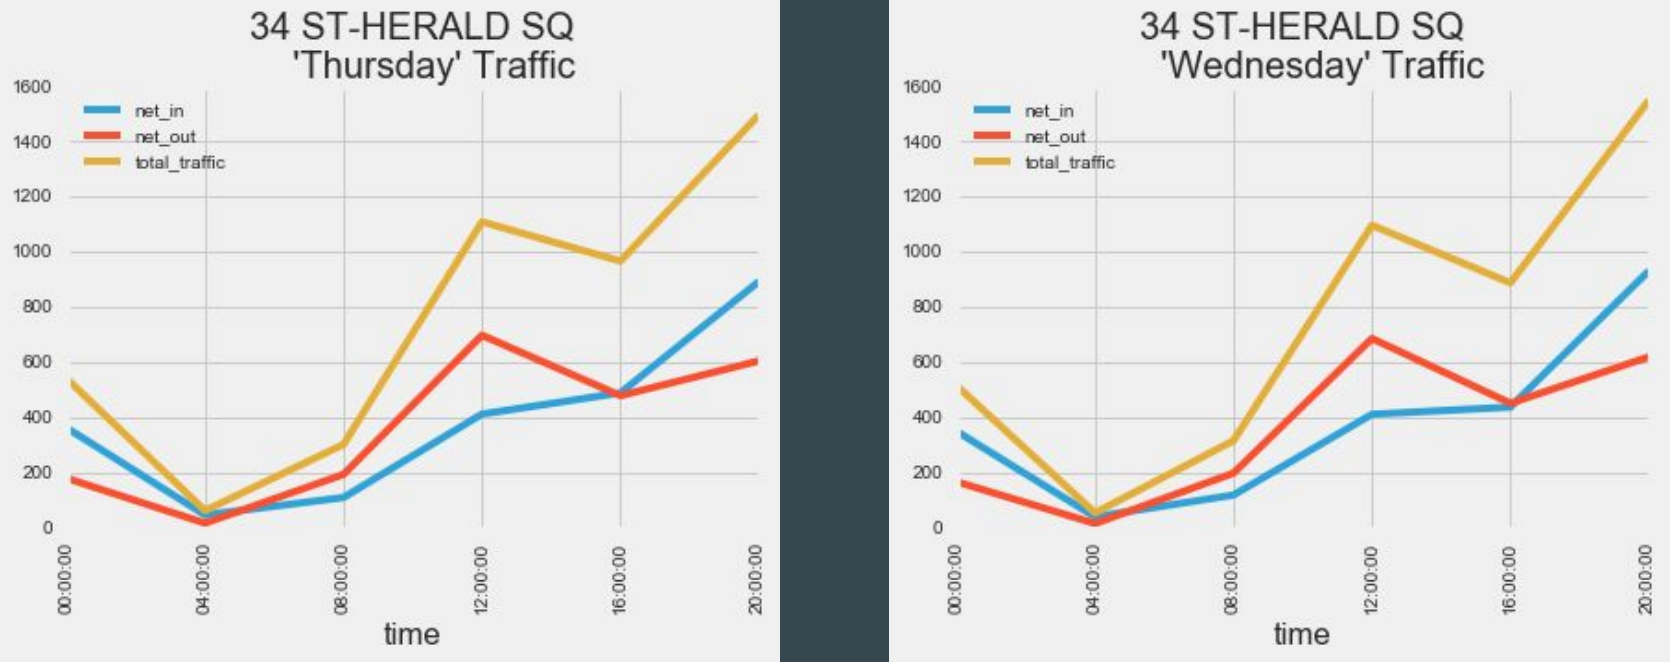 34 ST-HERALD SQ
'Thursday' Traffic
1600
1400
1200
1000
800
600
400
200
0
net_in
net_out
total_traffic
00:00:00
04:00:00
08:00:00
12:00:00
16:00:00
20:00:00
time
34 ST-HERALD SQ
'Wednesday' Traffic
1600
1400
1200
1000
800
600
400
200
0
net_in
net_out
total_traffic
00:00:00
04:00:00
08:00:00
12:00:00
16:00:00
20:00:00
time